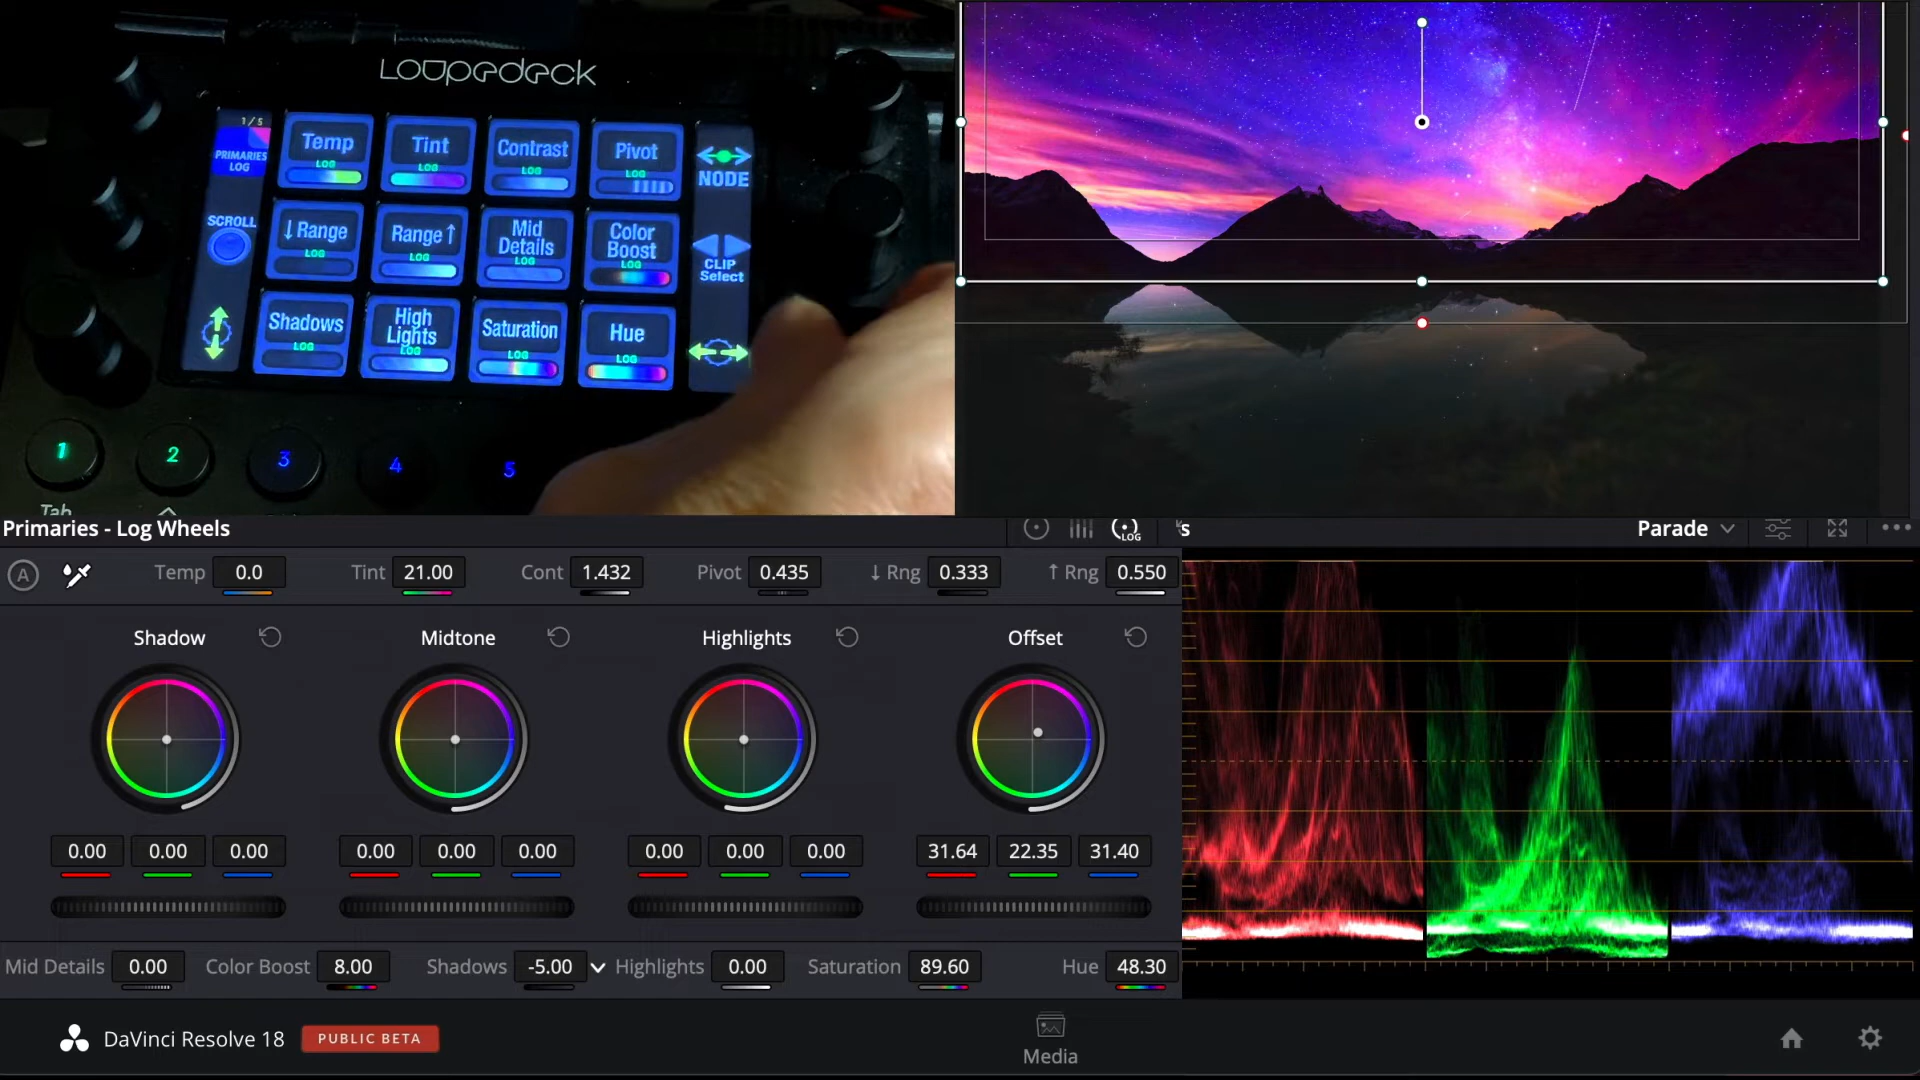 Loupedeck
1/5
PRIMARIES
LOG
Temp
LOG
Tint
LOG
Contrast
LOG
Pivot
LOG
NODE
SCROLL
↓Range
LOG
Range↑
LOG
Mid
Details
LOG
Color
Boost
LOG
CLIP
Select
Shadows
LOG
High
Lights
LOG
Saturation
LOG
Hue
LOG
1
2
3
4
5
Tab
Primaries - Log Wheels
LOG
s
Parade
A
Temp 0.0
Tint 21.00
Cont 1.432
Pivot 0.435
↓ Rng 0.333
↑ Rng 0.550
Shadow
Midtone
Highlights
Offset
0.00 0.00 0.00
0.00 0.00 0.00
0.00 0.00 0.00
31.64 22.35 31.40
Mid Details 0.00
Color Boost 8.00
Shadows -5.00
Highlights 0.00
Saturation 89.60
Hue 48.30
DaVinci Resolve 18
PUBLIC BETA
Media